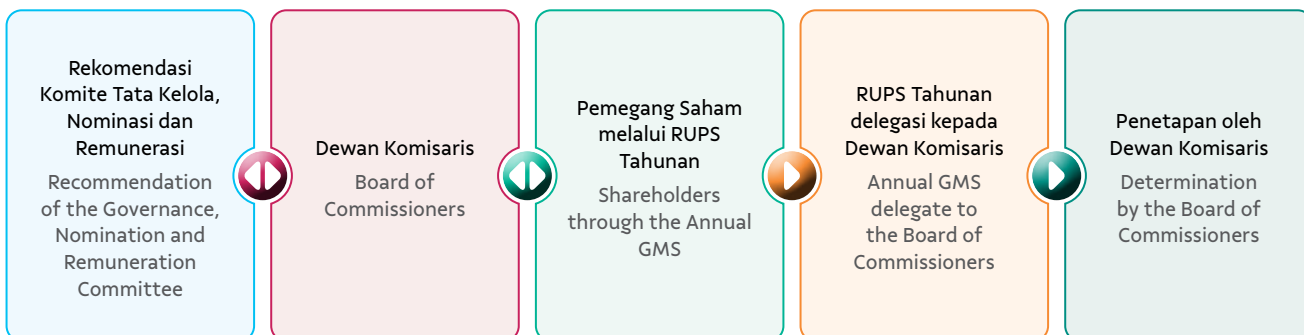 Rekomendasi
Komite Tata Kelola,
Nominasi dan
Remunerasi
Recommendation
of the Governance,
Nomination and
Remuneration
Committee
Dewan Komisaris
Board of
Commissioners
Pemegang Saham
melalui RUPS
Tahunan
Shareholders
through the Annual
GMS
RUPS Tahunan
delegasi kepada
Dewan Komisaris
Annual GMS
delegate to
the Board of
Commissioners
Penetapan oleh
Dewan Komisaris
Determination
by the Board of
Commissioners